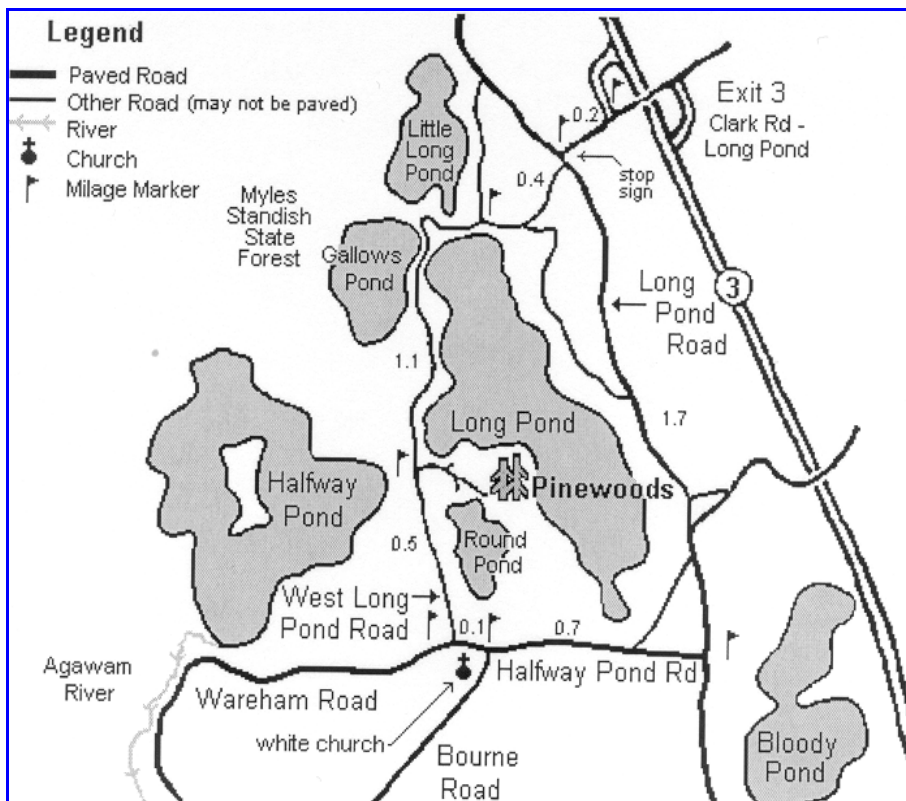 Legend
Paved Road
Other Road (may not be paved)
River
Church
Milage Marker
Exit 3
Clark Rd -
Long Pond
0.2
stop
sign
0.4
Little
Long
Pond
Myles
Standish
State
Forest
Gallows
Pond
3
Long
Pond
Road
1.1
1.7
Long Pond
Halfway
Pond
Pinewoods
Round
Pond
0.5
West Long
Pond Road
0.1
0.7
Halfway Pond Rd
Agawam
River
Wareham Road
white church
Bourne
Road
Bloody
Pond